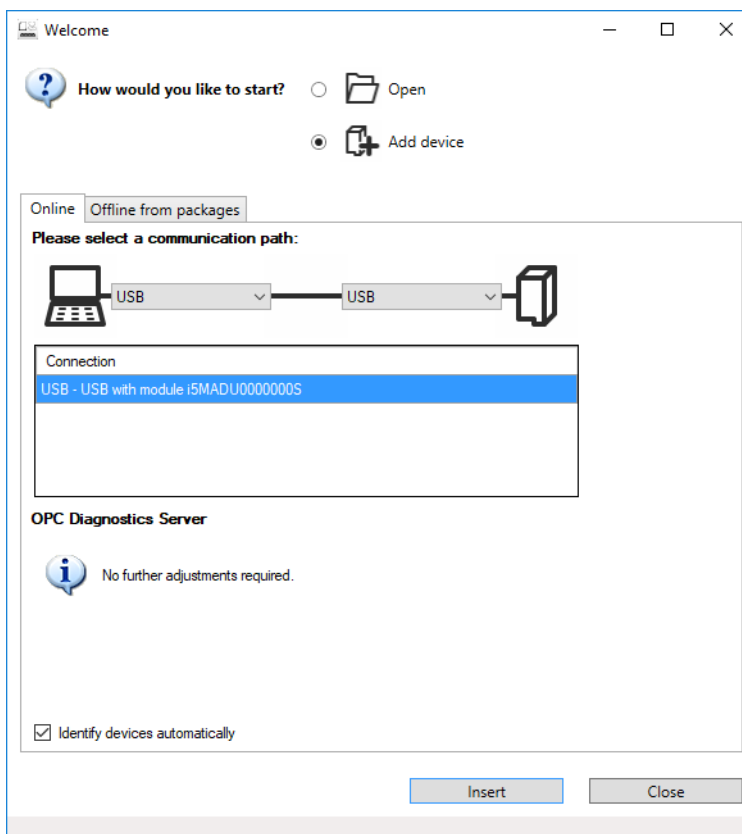 Welcome
How would you like to start?
Open
Add device
Online
Offline from packages
Please select a communication path:
USB
USB
Connection
USB - USB with module i5MADU0000000S
OPC Diagnostics Server
No further adjustments required.
Identify devices automatically
Insert
Close